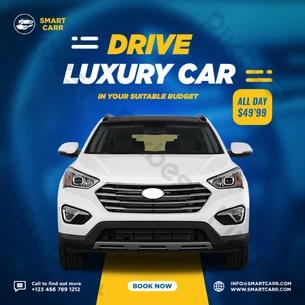 SMART
CARR
DRIVE
LUXURY CAR
IN YOUR SUITABLE BUDGET
ALL DAY
$49'99
Call to find out more
+123 456 789 1212
BOOK NOW
INFO@SMARTCARR.COM
WWW.SMARTCARR.COM